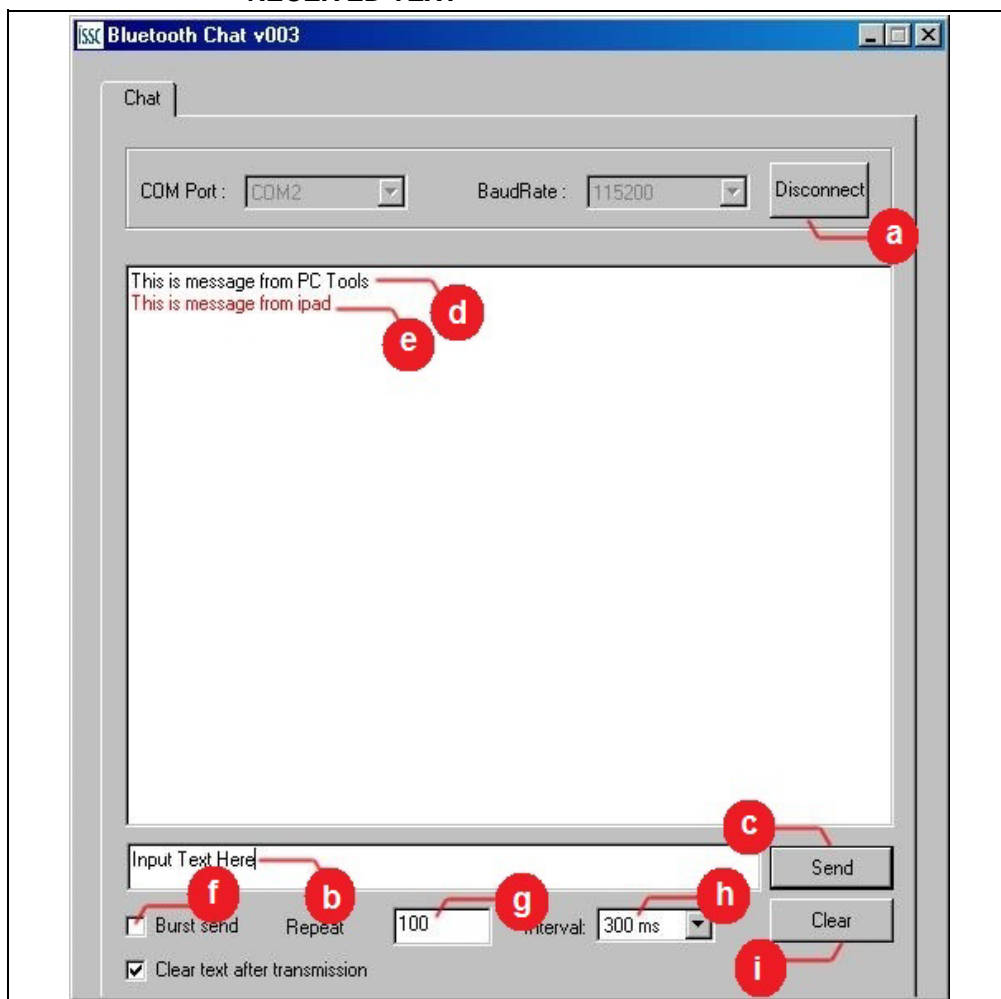 issc Bluetooth Chat v003
Chat
COM Port : COM2 BaudRate : 115200 Disconnect
a
This is message from PC Tools
d
This is message from ipad
e
c
Input Text Here
Send
f b g h
Burst send Repeat 100 Interval: 300 ms Clear
i
Clear text after transmission